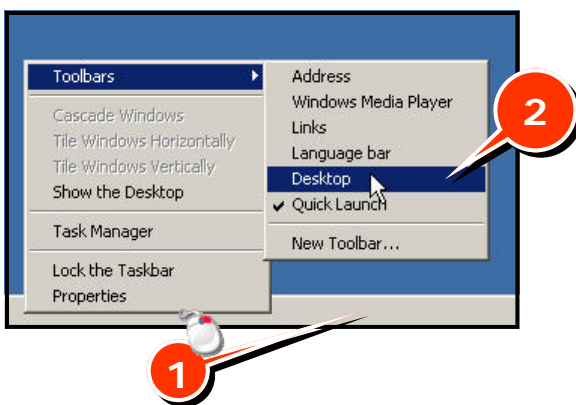 Toolbars
Cascade Windows
Tile Windows Horizontally
Tile Windows Vertically
Show the Desktop
Task Manager
Lock the Taskbar
Properties
Address
Windows Media Player
Links
Language bar
Desktop
Quick Launch
New Toolbar...
2
1